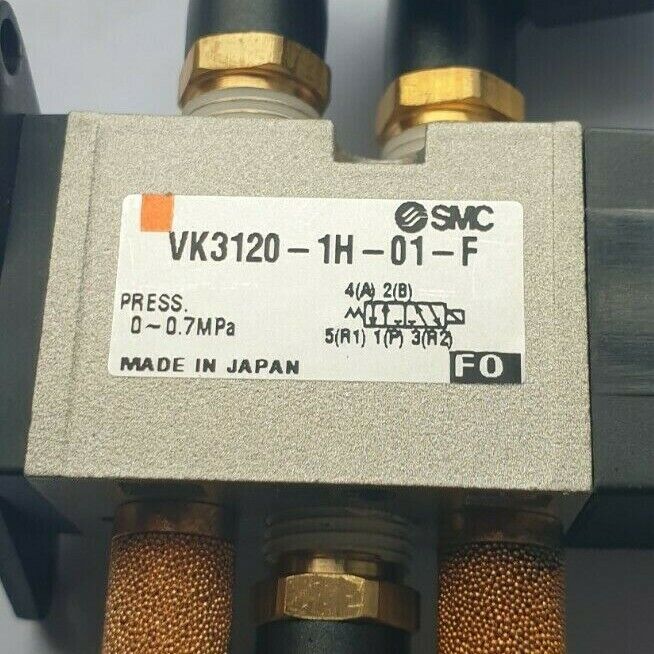 SMC
VK3120-1H-01-F
PRESS.
0~0.7MPa
4(A) 2(B)
5(R1) 1(P) 3(R2)
MADE IN JAPAN
FO